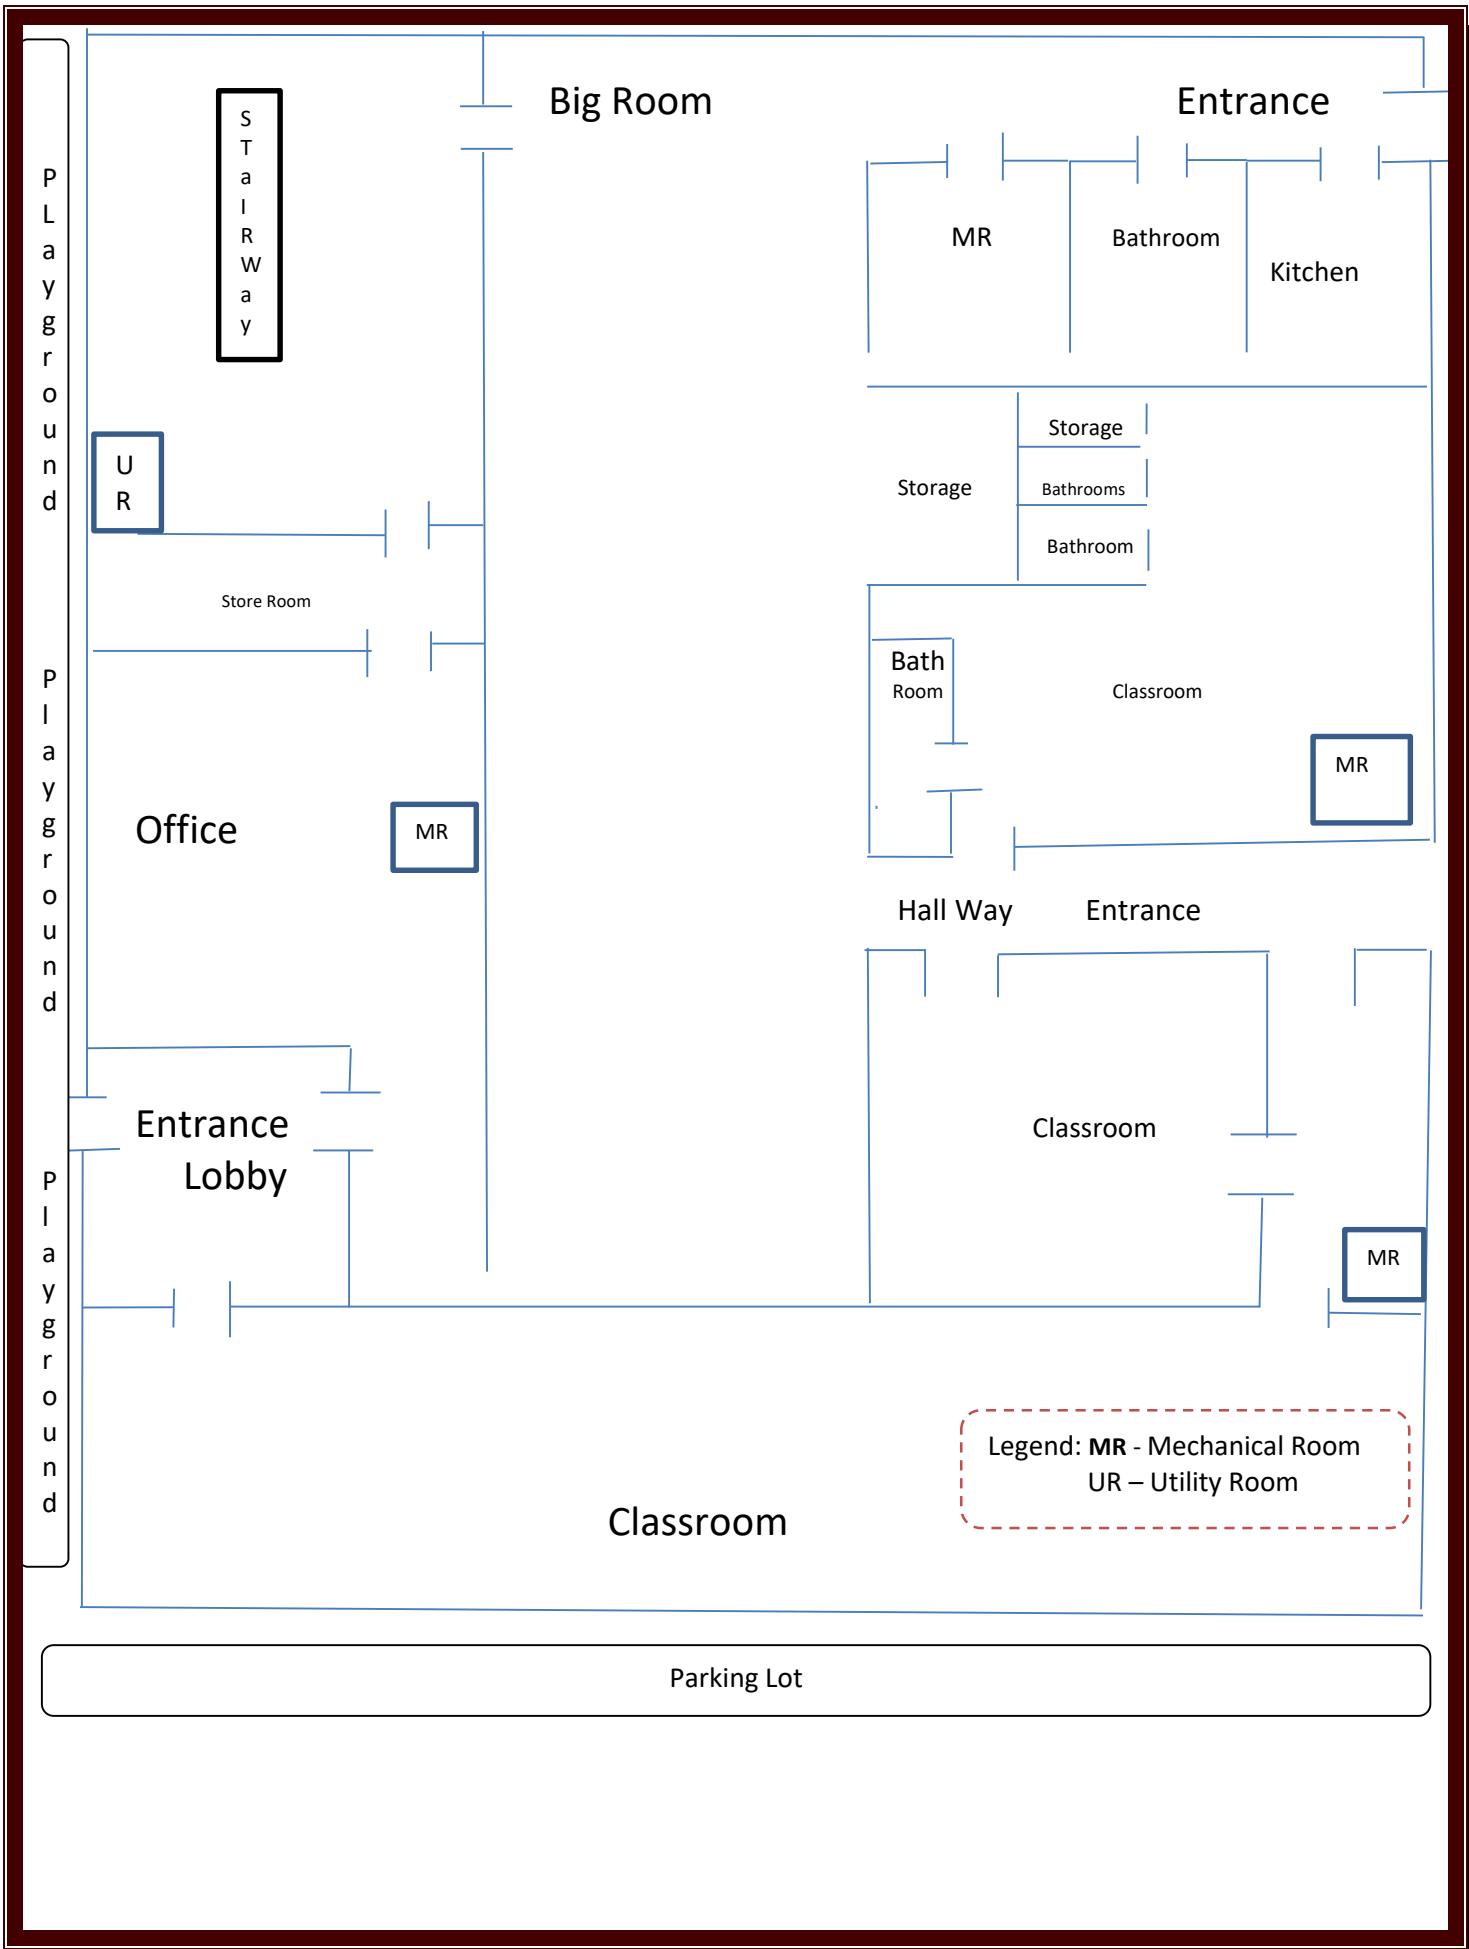 PLayground
Playground
Playground
STaIRWay
Big Room
Entrance
MR
Bathroom
Kitchen
UR
Storage
Storage
Bathrooms
Bathroom
Store Room
Bath
Room
Classroom
MR
Office
MR
Hall Way
Entrance
Entrance
Lobby
Classroom
MR
Legend: MR - Mechanical Room
UR – Utility Room
Classroom
Parking Lot